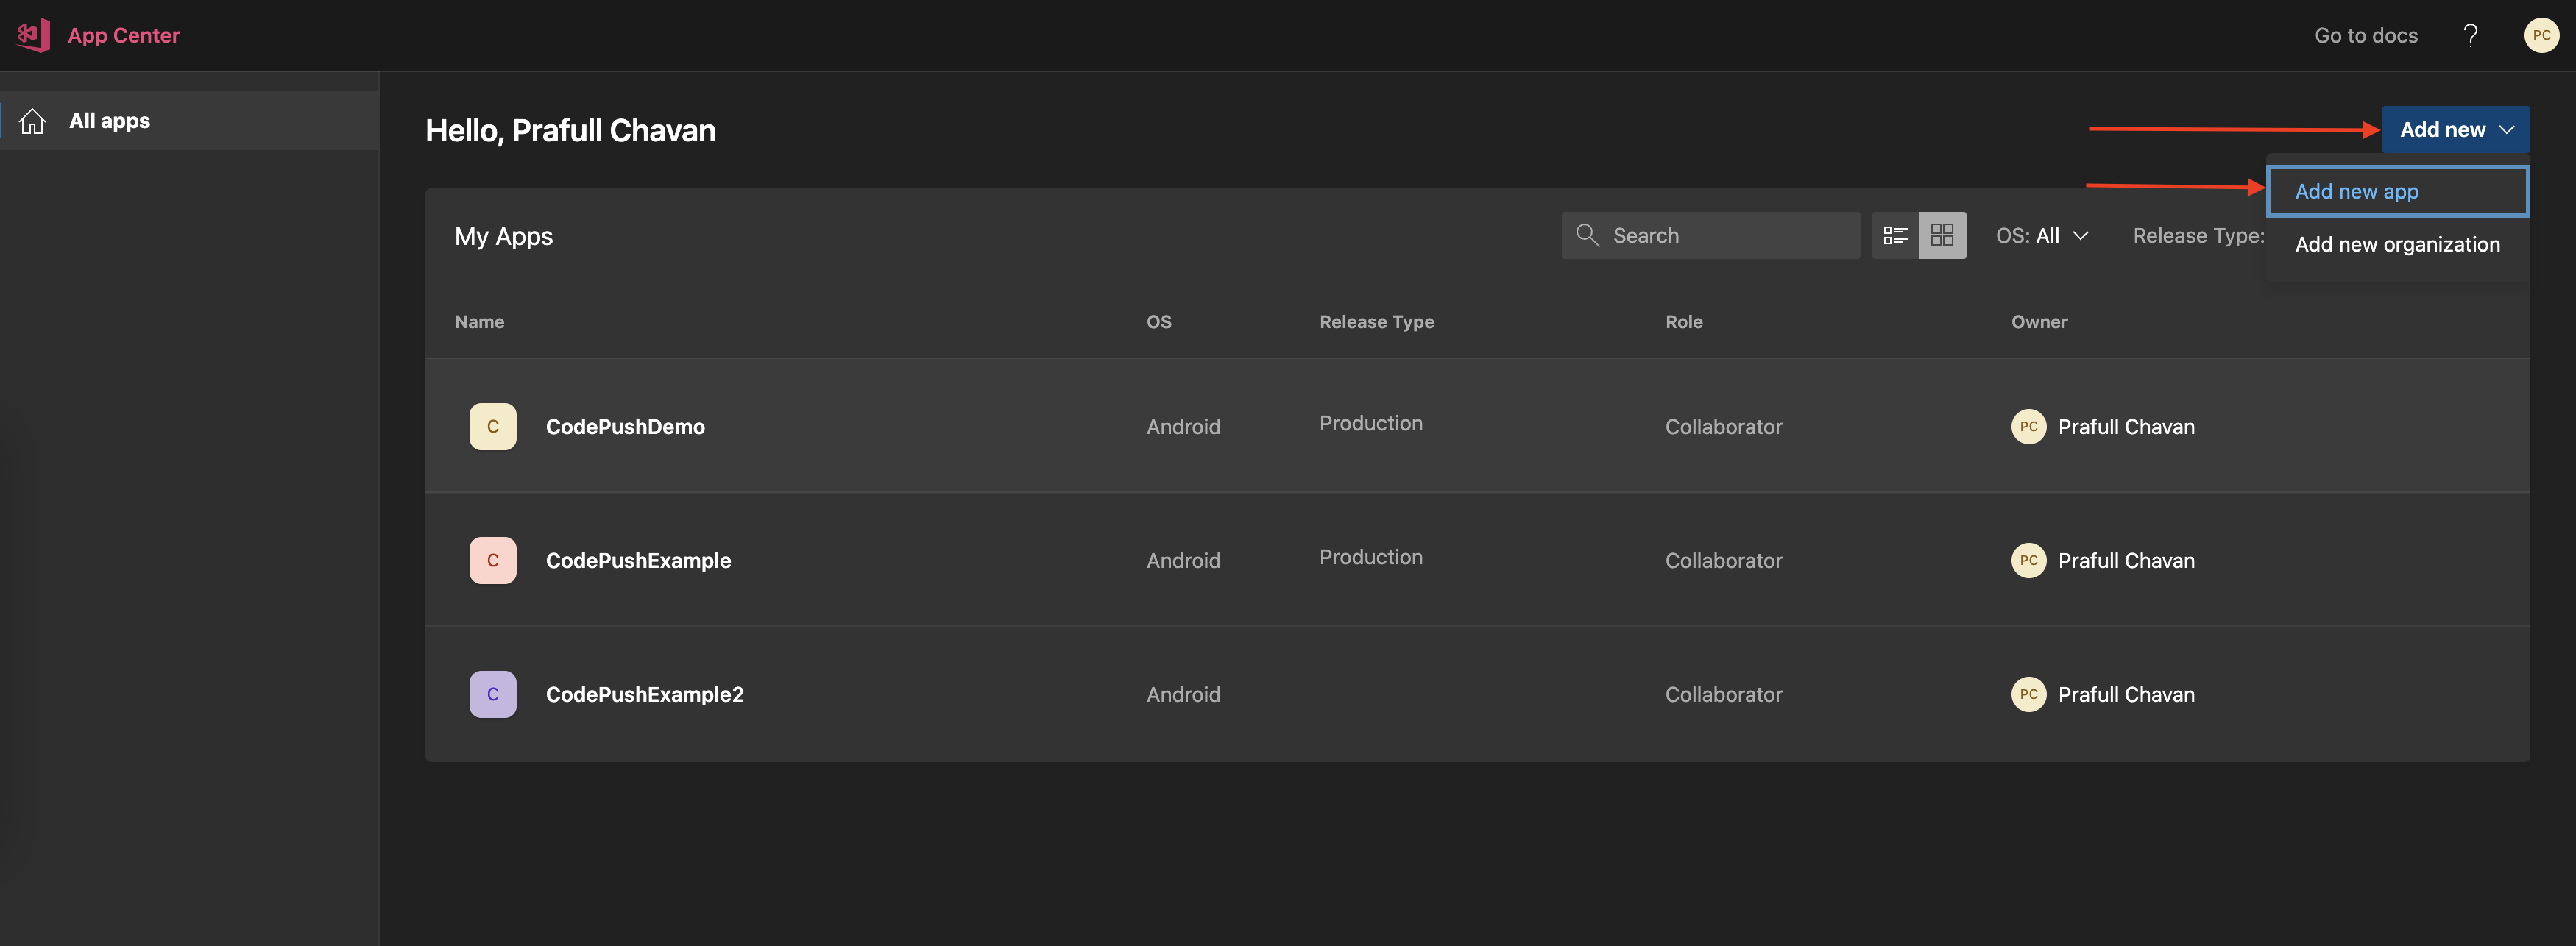 App Center
Go to docs
?
PC
All apps
Hello, Prafull Chavan
Add new
Add new app
Add new organization
My Apps
Search
OS: All
Release Type:
Name OS Release Type Role Owner
C CodePushDemo Android Production Collaborator PC Prafull Chavan
C CodePushExample Android Production Collaborator PC Prafull Chavan
C CodePushExample2 Android Collaborator PC Prafull Chavan